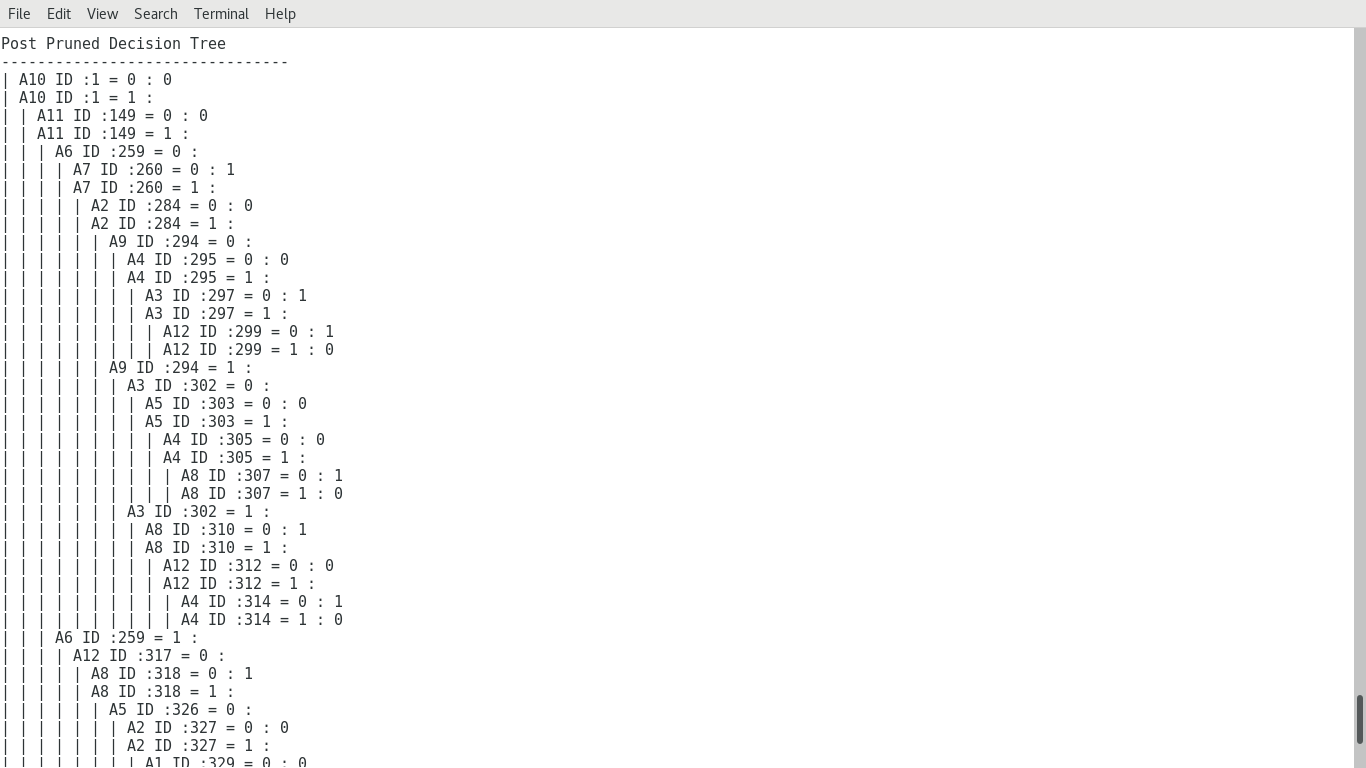 File Edit View Search Terminal Help
Post Pruned Decision Tree
--------------------------------
| A10 ID :1 = 0 : 0
| A10 ID :1 = 1 :
| | A11 ID :149 = 0 : 0
| | A11 ID :149 = 1 :
| | | A6 ID :259 = 0 :
| | | | A7 ID :260 = 0 : 1
| | | | A7 ID :260 = 1 :
| | | | | A2 ID :284 = 0 : 0
| | | | | A2 ID :284 = 1 :
| | | | | | A9 ID :294 = 0 :
| | | | | | | A4 ID :295 = 0 : 0
| | | | | | | A4 ID :295 = 1 :
| | | | | | | | A3 ID :297 = 0 : 1
| | | | | | | | A3 ID :297 = 1 :
| | | | | | | | | A12 ID :299 = 0 : 1
| | | | | | | | | A12 ID :299 = 1 : 0
| | | | | | A9 ID :294 = 1 :
| | | | | | | A3 ID :302 = 0 :
| | | | | | | | A5 ID :303 = 0 : 0
| | | | | | | | A5 ID :303 = 1 :
| | | | | | | | | A4 ID :305 = 0 : 0
| | | | | | | | | A4 ID :305 = 1 :
| | | | | | | | | | A8 ID :307 = 0 : 1
| | | | | | | | | | A8 ID :307 = 1 : 0
| | | | | | | A3 ID :302 = 1 :
| | | | | | | | A8 ID :310 = 0 : 1
| | | | | | | | A8 ID :310 = 1 :
| | | | | | | | | A12 ID :312 = 0 : 0
| | | | | | | | | A12 ID :312 = 1 :
| | | | | | | | | | A4 ID :314 = 0 : 1
| | | | | | | | | | A4 ID :314 = 1 : 0
| | | A6 ID :259 = 1 :
| | | | A12 ID :317 = 0 :
| | | | | A8 ID :318 = 0 : 1
| | | | | A8 ID :318 = 1 :
| | | | | | A5 ID :326 = 0 :
| | | | | | | A2 ID :327 = 0 : 0
| | | | | | | A2 ID :327 = 1 :
| | | | | | | | A1 ID :329 = 0 : 0